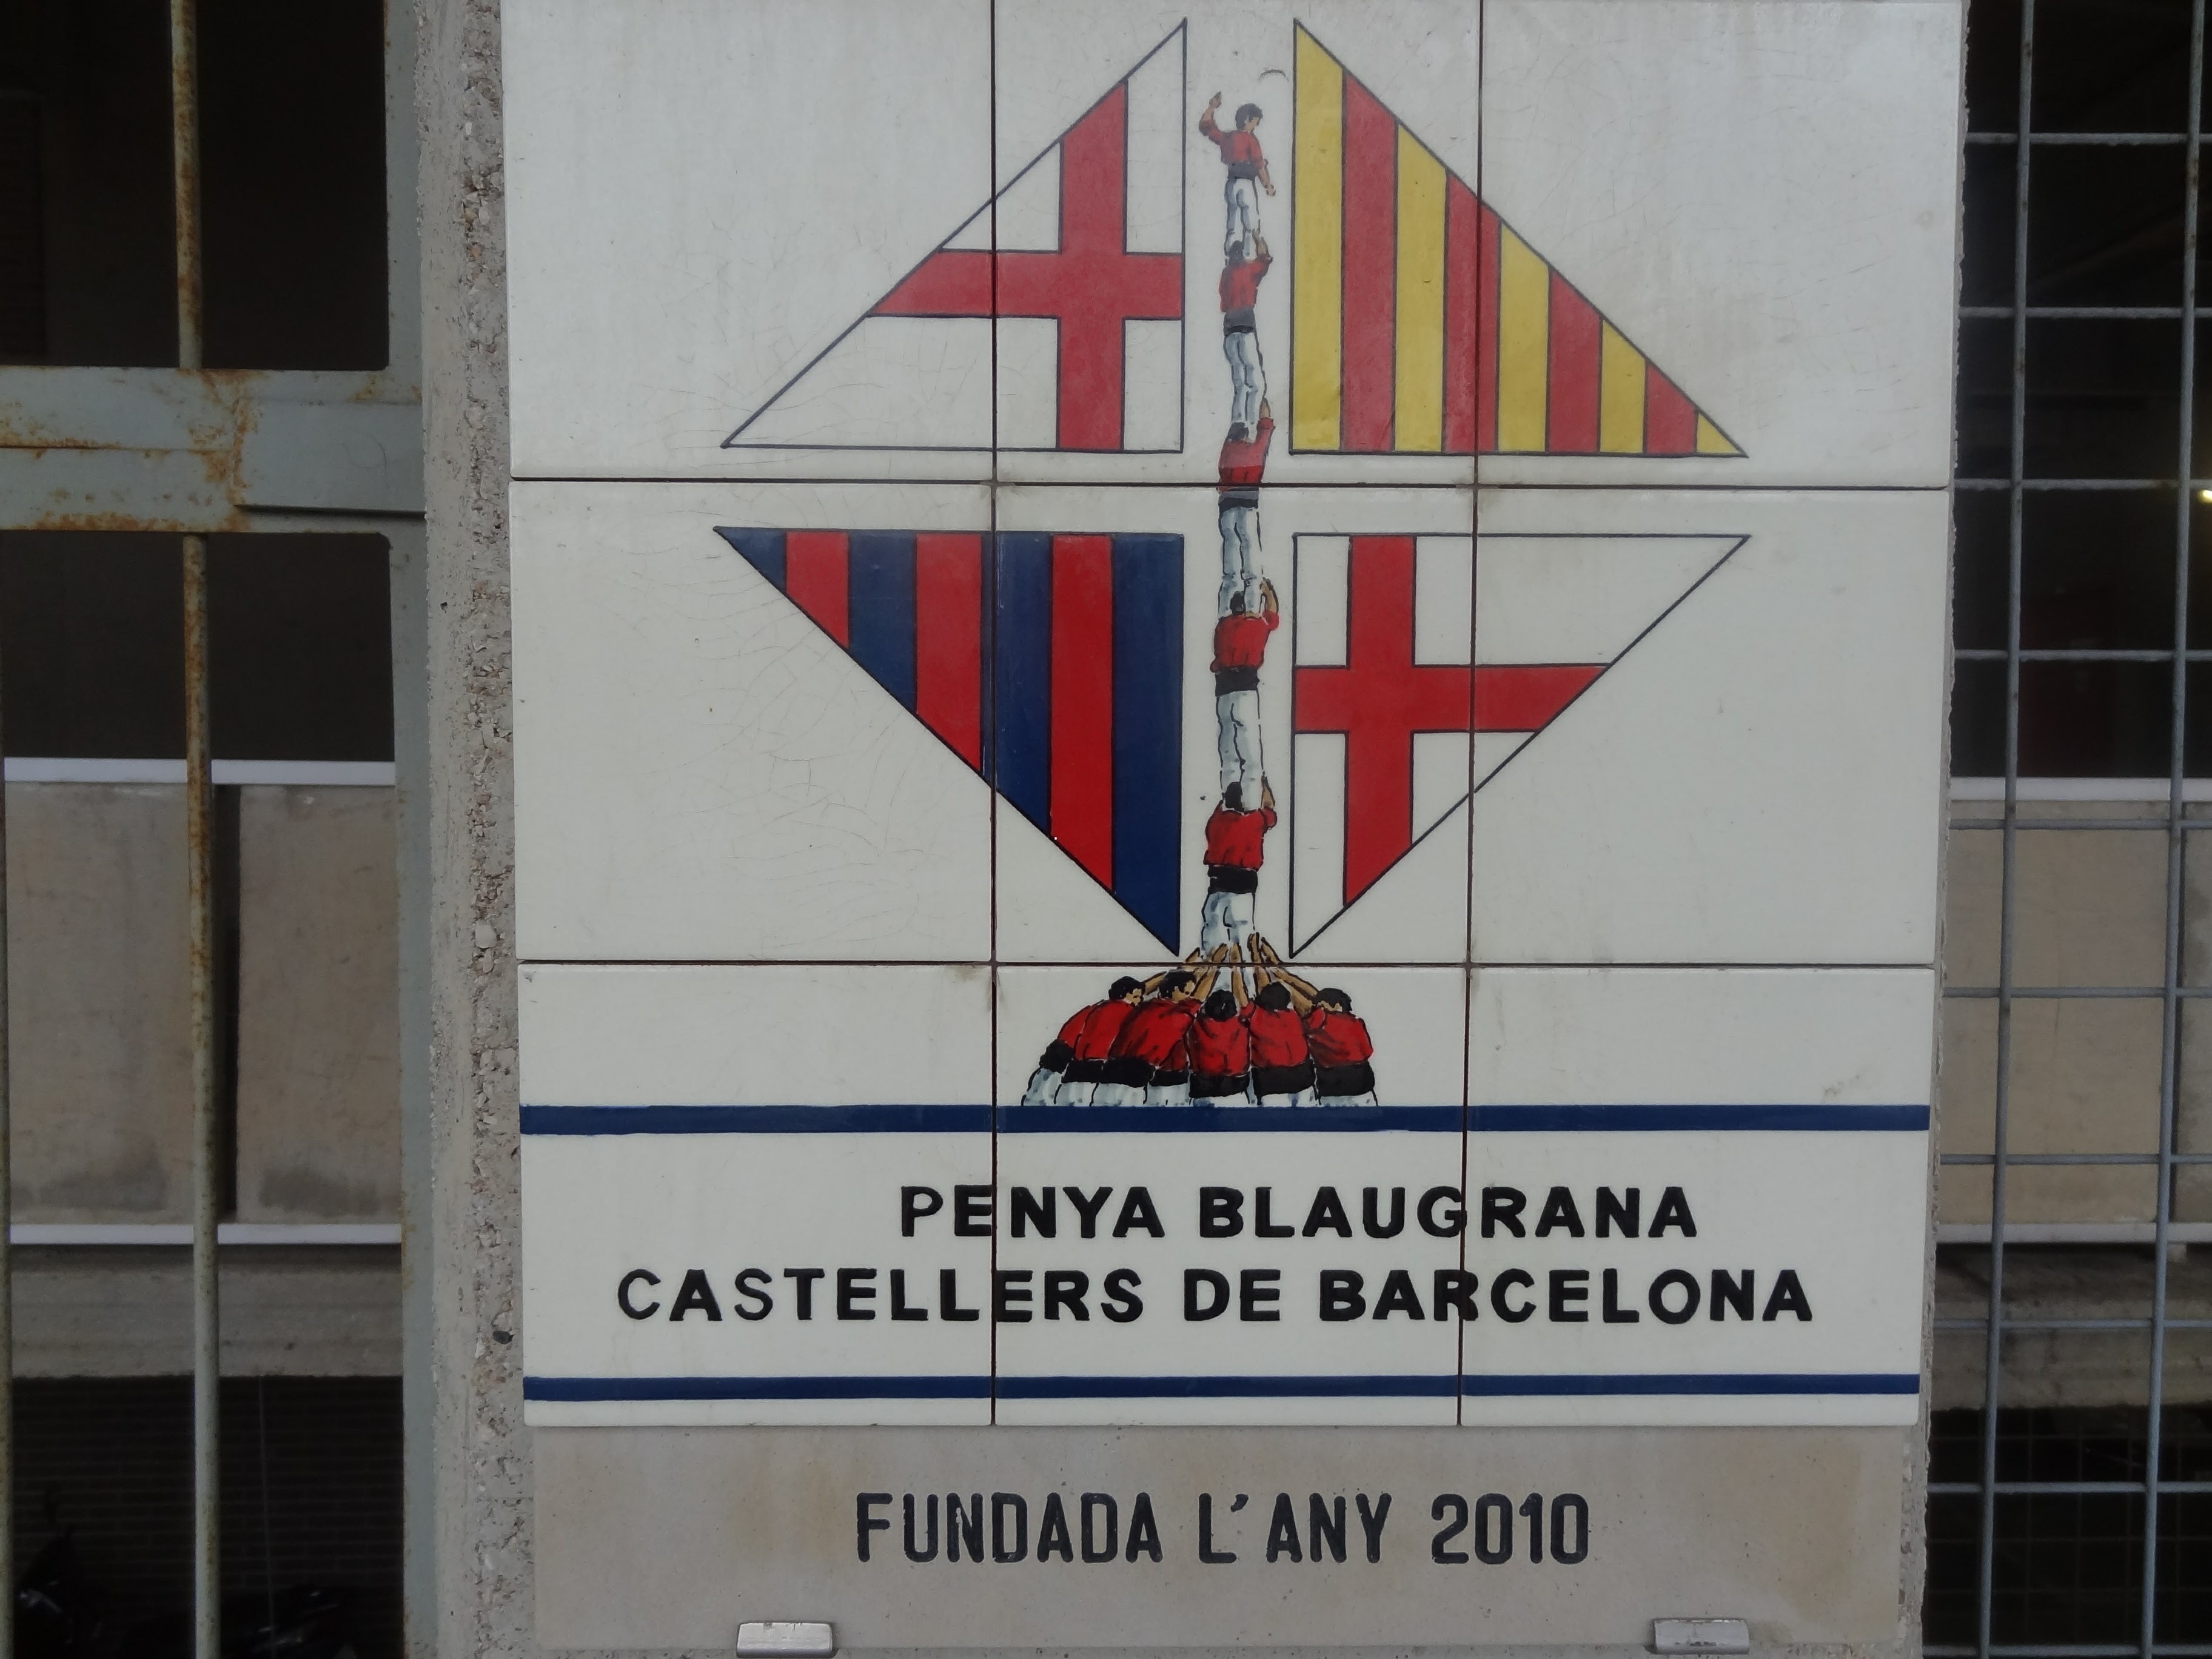 PENYA BLAUGRANA
CASTELLERS DE BARCELONA
FUNDADA L'ANY 2010